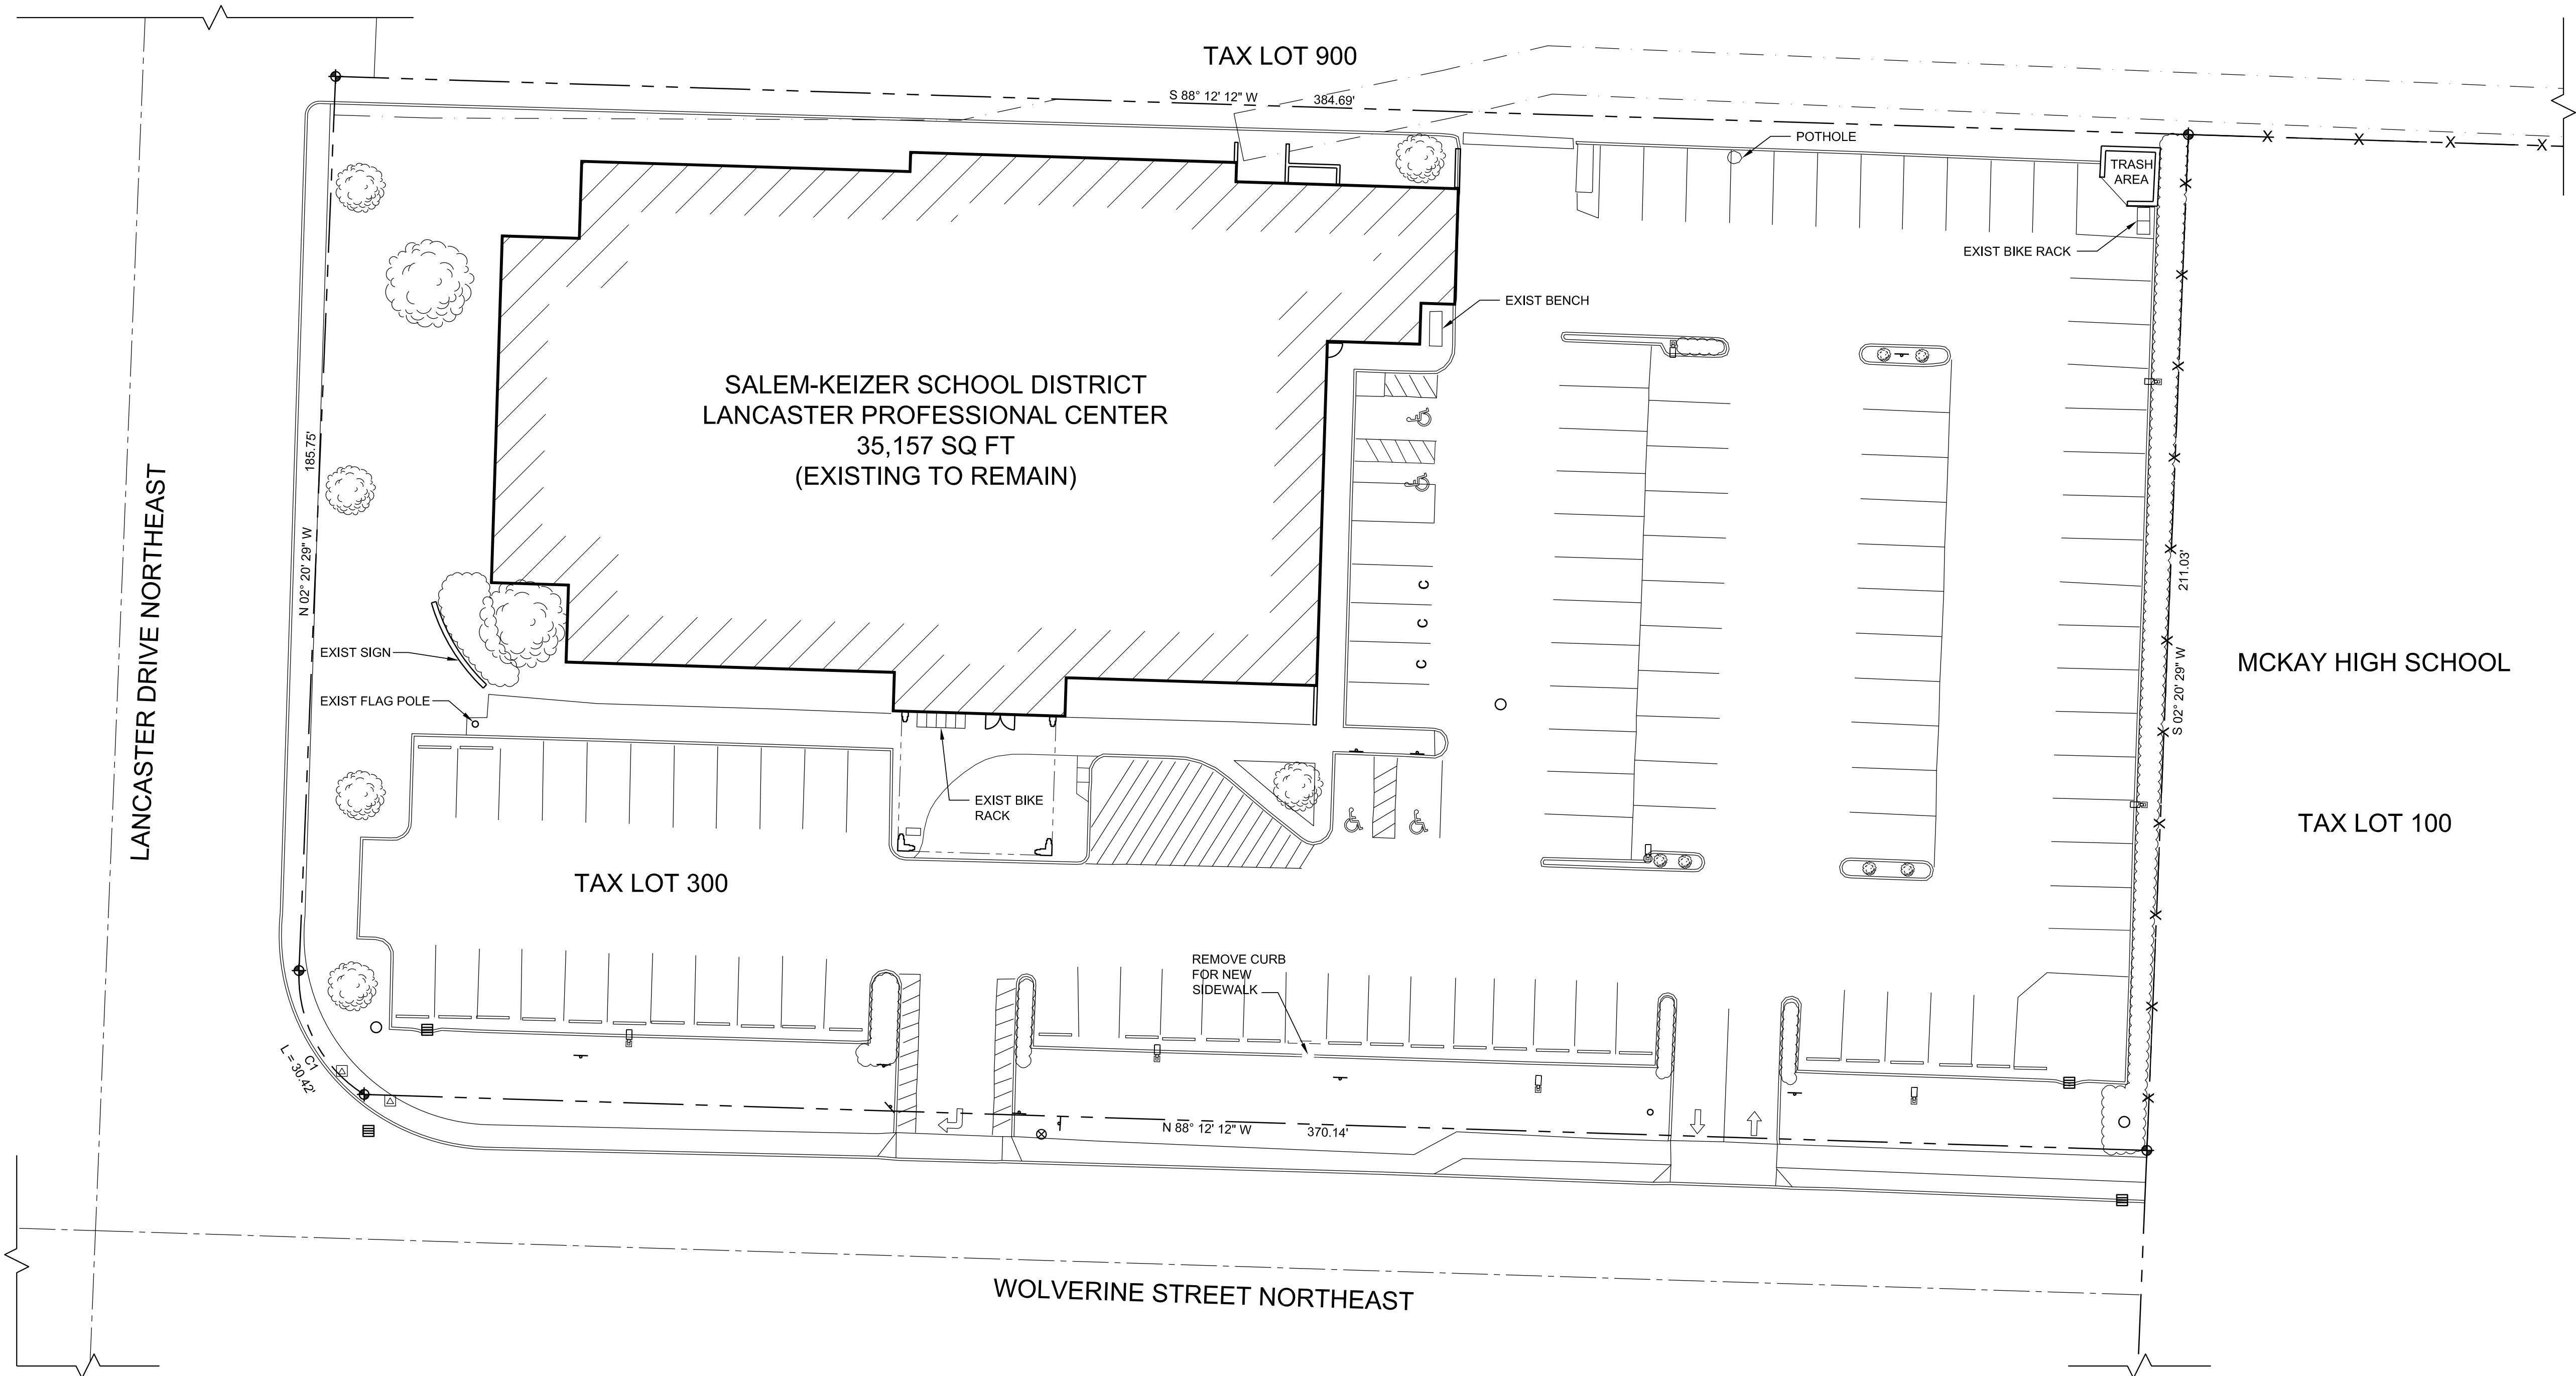 TAX LOT 900
S 88° 12' 12" W 384.69'
POTHOLE
TRASH
AREA
EXIST BIKE RACK
EXIST BENCH
SALEM-KEIZER SCHOOL DISTRICT
LANCASTER PROFESSIONAL CENTER
35,157 SQ FT
(EXISTING TO REMAIN)
N 02° 20' 29" W 185.75'
LANCASTER DRIVE NORTHEAST
S 02° 20' 29" W 211.03'
C
C
C
EXIST SIGN
EXIST FLAG POLE
MCKAY HIGH SCHOOL
EXIST BIKE
RACK
TAX LOT 100
TAX LOT 300
REMOVE CURB
FOR NEW
SIDEWALK
C1
L = 30.42'
N 88° 12' 12" W 370.14'
WOLVERINE STREET NORTHEAST